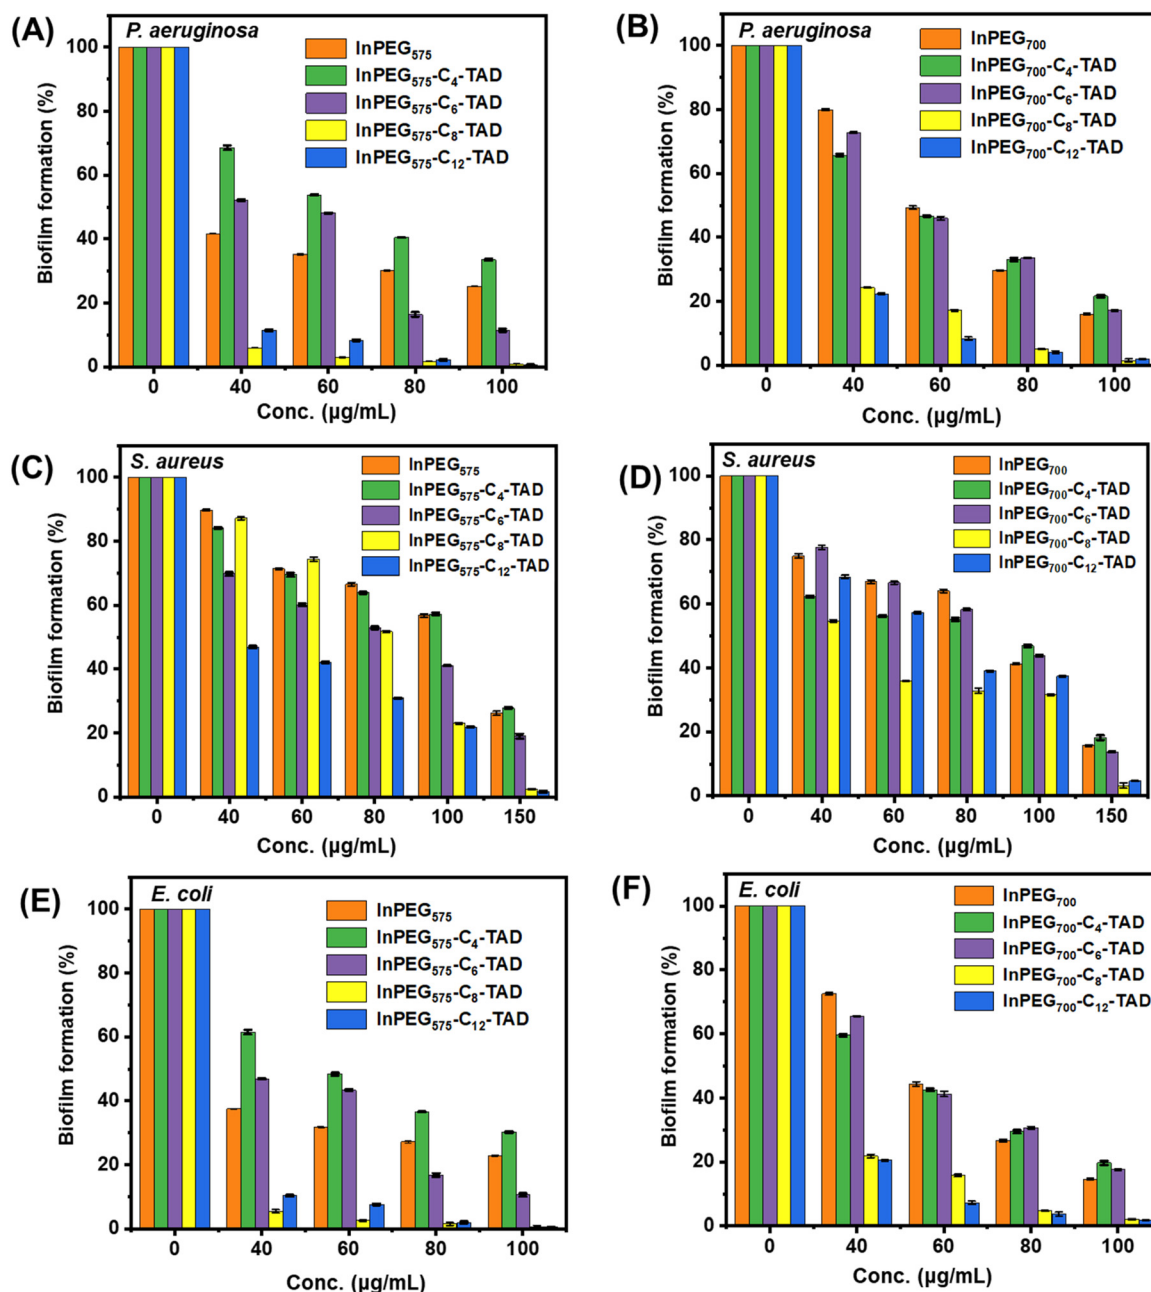 (A)
P. aeruginosa
InPEG₅₇₅
InPEG₅₇₅-C₄-TAD
InPEG₅₇₅-C₆-TAD
InPEG₅₇₅-C₈-TAD
InPEG₅₇₅-C₁₂-TAD
Biofilm formation (%)
100
80
60
40
20
0
0 40 60 80 100
Conc. (µg/mL)
(B)
P. aeruginosa
InPEG₇₀₀
InPEG₇₀₀-C₄-TAD
InPEG₇₀₀-C₆-TAD
InPEG₇₀₀-C₈-TAD
InPEG₇₀₀-C₁₂-TAD
Biofilm formation (%)
100
80
60
40
20
0
0 40 60 80 100
Conc. (µg/mL)
(C)
S. aureus
InPEG₅₇₅
InPEG₅₇₅-C₄-TAD
InPEG₅₇₅-C₆-TAD
InPEG₅₇₅-C₈-TAD
InPEG₅₇₅-C₁₂-TAD
Biofilm formation (%)
100
80
60
40
20
0
0 40 60 80 100 150
Conc. (µg/mL)
(D)
S. aureus
InPEG₇₀₀
InPEG₇₀₀-C₄-TAD
InPEG₇₀₀-C₆-TAD
InPEG₇₀₀-C₈-TAD
InPEG₇₀₀-C₁₂-TAD
Biofilm formation (%)
100
80
60
40
20
0
0 40 60 80 100 150
Conc. (µg/mL)
(E)
E. coli
InPEG₅₇₅
InPEG₅₇₅-C₄-TAD
InPEG₅₇₅-C₆-TAD
InPEG₅₇₅-C₈-TAD
InPEG₅₇₅-C₁₂-TAD
Biofilm formation (%)
100
80
60
40
20
0
0 40 60 80 100
Conc. (µg/mL)
(F)
E. coli
InPEG₇₀₀
InPEG₇₀₀-C₄-TAD
InPEG₇₀₀-C₆-TAD
InPEG₇₀₀-C₈-TAD
InPEG₇₀₀-C₁₂-TAD
Biofilm formation (%)
100
80
60
40
20
0
0 40 60 80 100
Conc. (µg/mL)